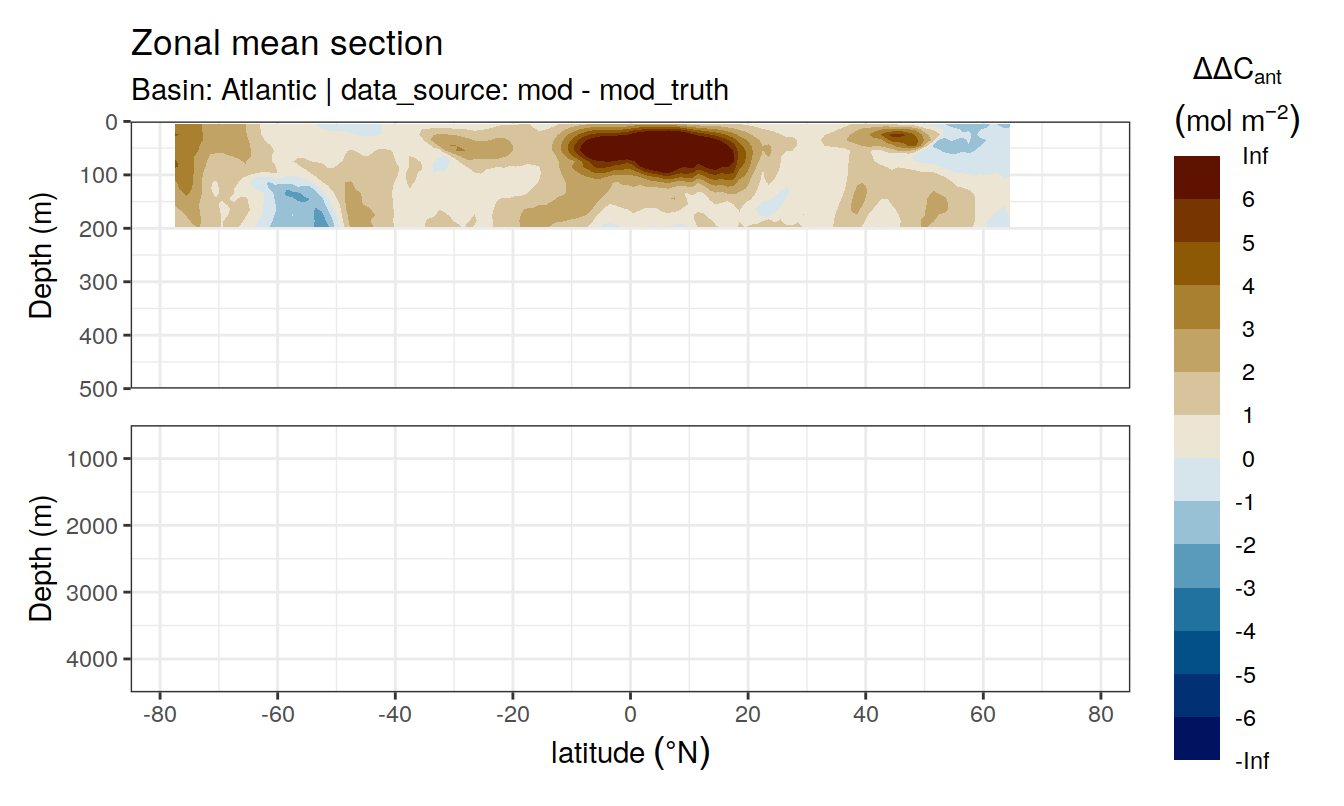 Zonal mean section
Basin: Atlantic | data_source: mod - mod_truth
ΔΔCant
(mol m−2)
Inf
6
5
4
3
2
1
0
-1
-2
-3
-4
-5
-6
-Inf
Depth (m)
0
100
200
300
400
500
Depth (m)
1000
2000
3000
4000
-80 -60 -40 -20 0 20 40 60 80
latitude (°N)